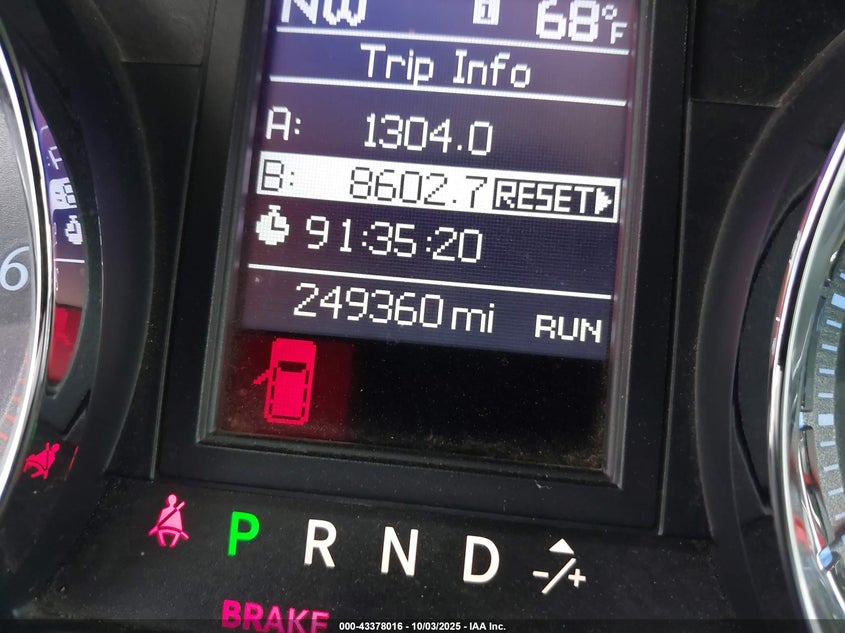 NW i 68°F
Trip Info
A: 1304.0
B: 8602.7 RESET
91:35:20
249360 mi RUN
6
P R N D -/+
BRAKE
000-43378016 - 10/03/2025 - IAA Inc.